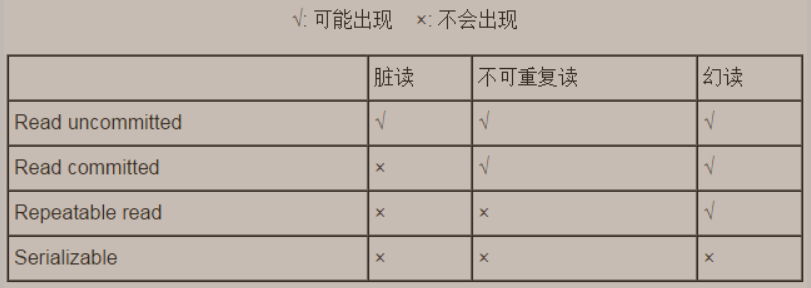 √: 可能出现 ×: 不会出现
脏读 不可重复读 幻读
Read uncommitted √ √ √
Read committed × √ √
Repeatable read × × √
Serializable × × ×